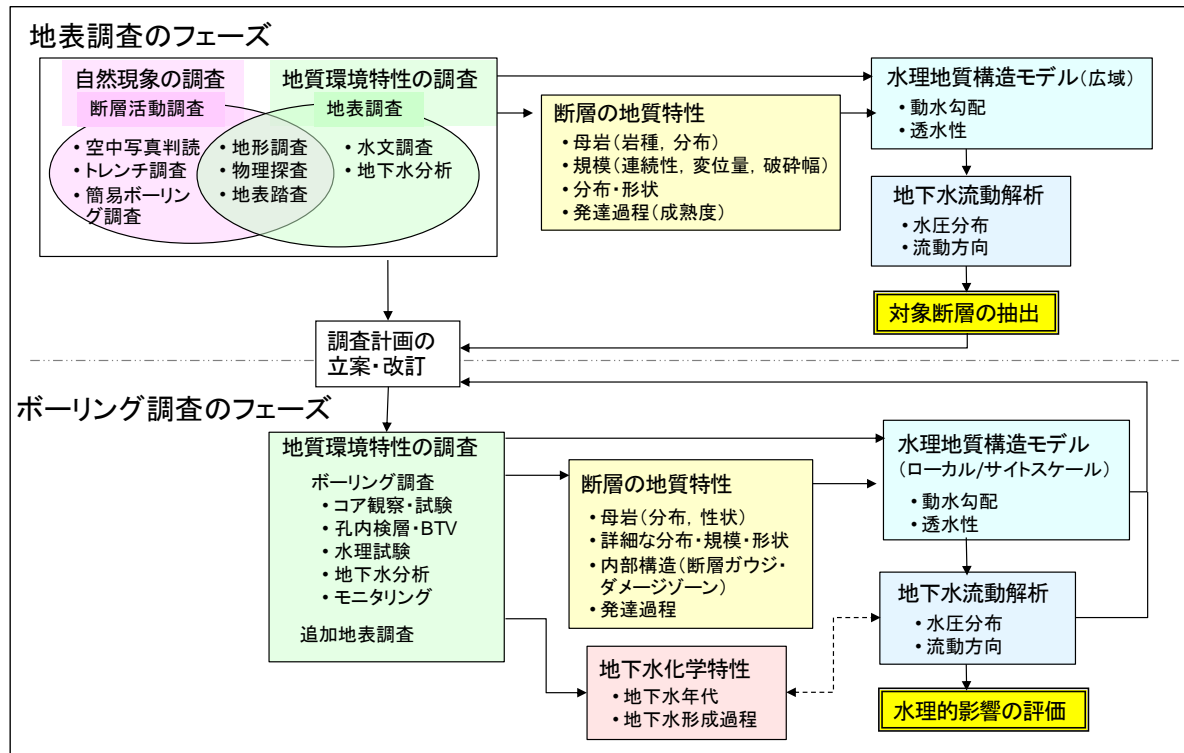 地表調査のフェーズ
自然現象の調査
断層活動調査
・空中写真判読
・トレンチ調査
・簡易ボーリン
グ調査
・地形調査
・物理探査
・地表踏査
地質環境特性の調査
地表調査
・水文調査
・地下水分析
断層の地質特性
・母岩(岩種, 分布)
・規模(連続性, 変位量, 破砕幅)
・分布・形状
・発達過程(成熟度)
水理地質構造モデル(広域)
・動水勾配
・透水性
地下水流動解析
・水圧分布
・流動方向
対象断層の抽出
調査計画の
立案・改訂
ボーリング調査のフェーズ
地質環境特性の調査
ボーリング調査
・コア観察・試験
・孔内検層・BTV
・水理試験
・地下水分析
・モニタリング
追加地表調査
断層の地質特性
・母岩(分布, 性状)
・詳細な分布・規模・形状
・内部構造(断層ガウジ・
ダメージゾーン)
・発達過程
地下水化学特性
・地下水年代
・地下水形成過程
水理地質構造モデル
(ローカル/サイトスケール)
・動水勾配
・透水性
地下水流動解析
・水圧分布
・流動方向
水理的影響の評価